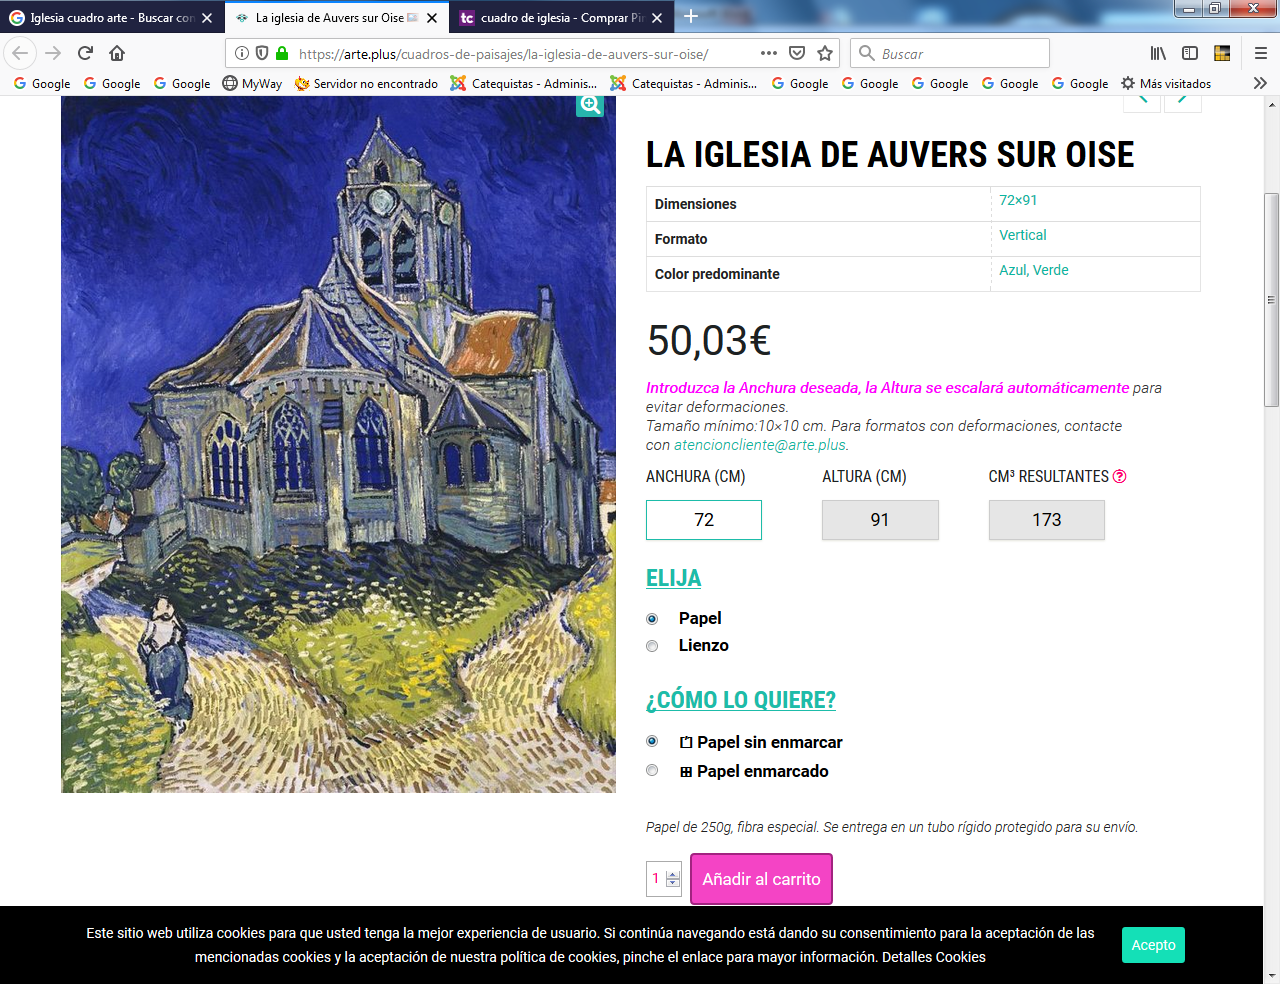 Iglesia cuadro arte - Buscar con
La iglesia de Auvers sur Oise
cuadro de iglesia - Comprar Pin
https://arte.plus/cuadros-de-paisajes/la-iglesia-de-auvers-sur-oise/
Buscar
Google Google Google MyWay Servidor no encontrado Catequistas - Adminis... Catequistas - Adminis... Google Google Google Google Google Más visitados
LA IGLESIA DE AUVERS SUR OISE
Dimensiones 72×91
Formato Vertical
Color predominante Azul, Verde
50,03€
Introduzca la Anchura deseada, la Altura se escalará automáticamente para
evitar deformaciones.
Tamaño mínimo:10×10 cm. Para formatos con deformaciones, contacte
con atencioncliente@arte.plus.
ANCHURA (CM) ALTURA (CM) CM³ RESULTANTES
72 91 173
ELIJA
Papel
Lienzo
¿CÓMO LO QUIERE?
Papel sin enmarcar
Papel enmarcado
Papel de 250g, fibra especial. Se entrega en un tubo rígido protegido para su envío.
1 Añadir al carrito
Este sitio web utiliza cookies para que usted tenga la mejor experiencia de usuario. Si continúa navegando está dando su consentimiento para la aceptación de las
mencionadas cookies y la aceptación de nuestra política de cookies, pinche el enlace para mayor información. Detalles Cookies
Acepto